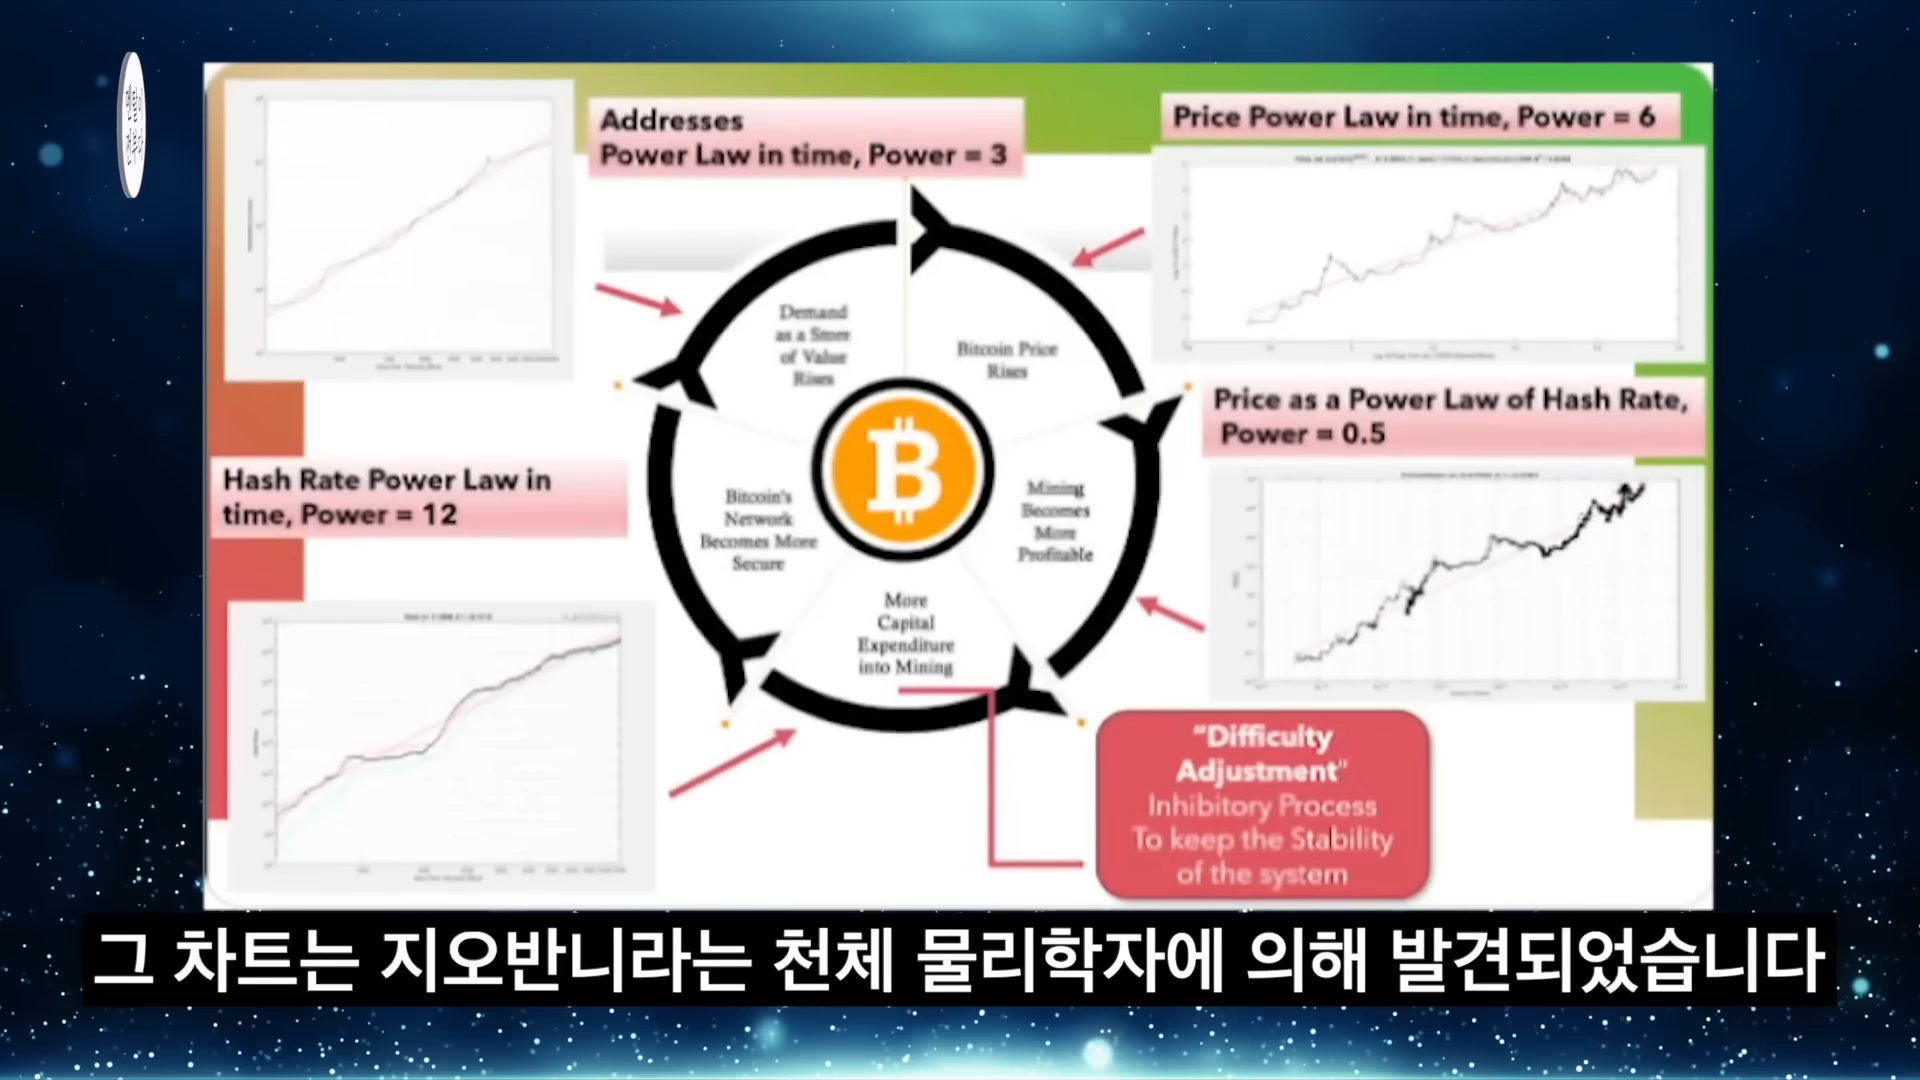 Addresses
Power Law in time, Power = 3
Price Power Law in time, Power = 6
Demand
as a Store
of Value
Rises
Bitcoin Price
Rises
Price as a Power Law of Hash Rate,
Power = 0.5
Hash Rate Power Law in
time, Power = 12
Bitcoin's
Network
Becomes More
Secure
Mining
Becomes
More
Profitable
More
Capital
Expenditure
into Mining
"Difficulty
Adjustment"
Inhibitory Process
To keep the Stability
of the system
그 차트는 지오반니라는 천체 물리학자에 의해 발견되었습니다